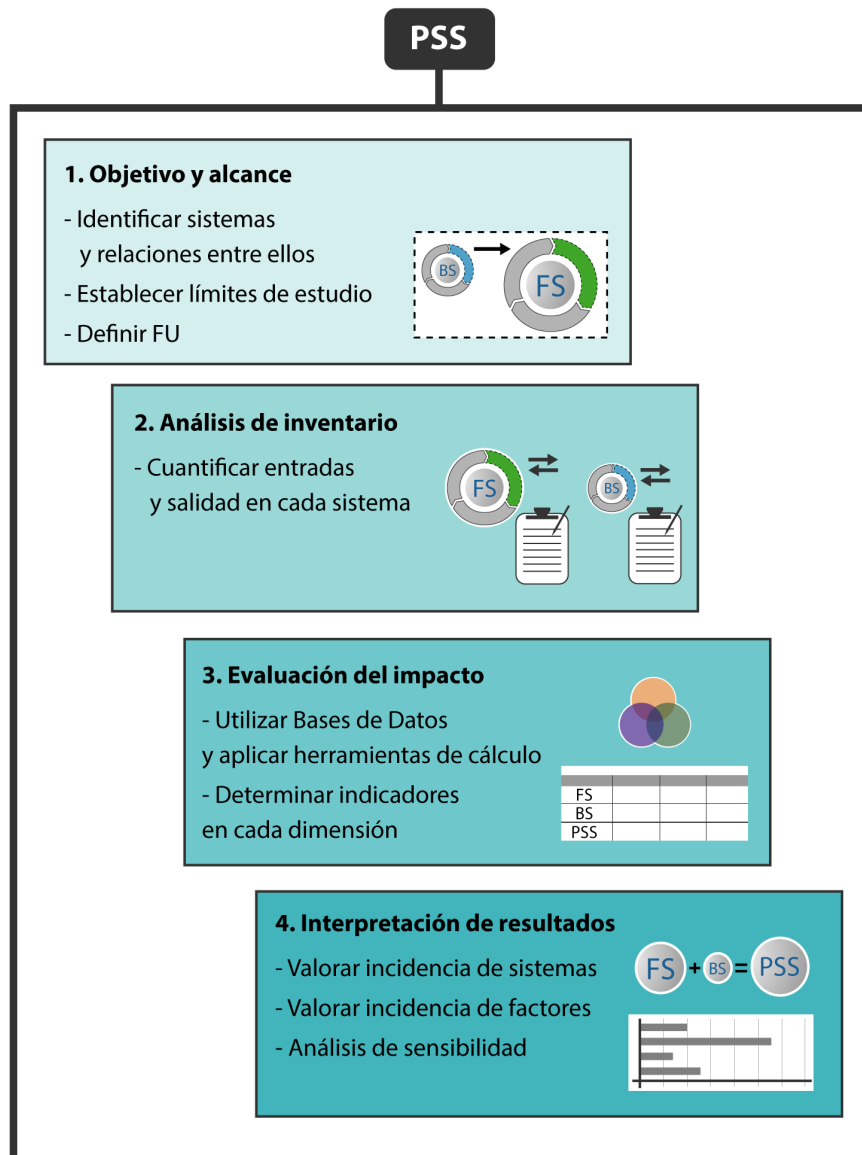 PSS
1. Objetivo y alcance
- Identificar sistemas
y relaciones entre ellos
- Establecer límites de estudio
- Definir FU
BS
FS
2. Análisis de inventario
- Cuantificar entradas
y salidad en cada sistema
FS
BS
3. Evaluación del impacto
- Utilizar Bases de Datos
y aplicar herramientas de cálculo
- Determinar indicadores
en cada dimensión
FS
BS
PSS
4. Interpretación de resultados
- Valorar incidencia de sistemas
- Valorar incidencia de factores
- Análisis de sensibilidad
FS + BS = PSS